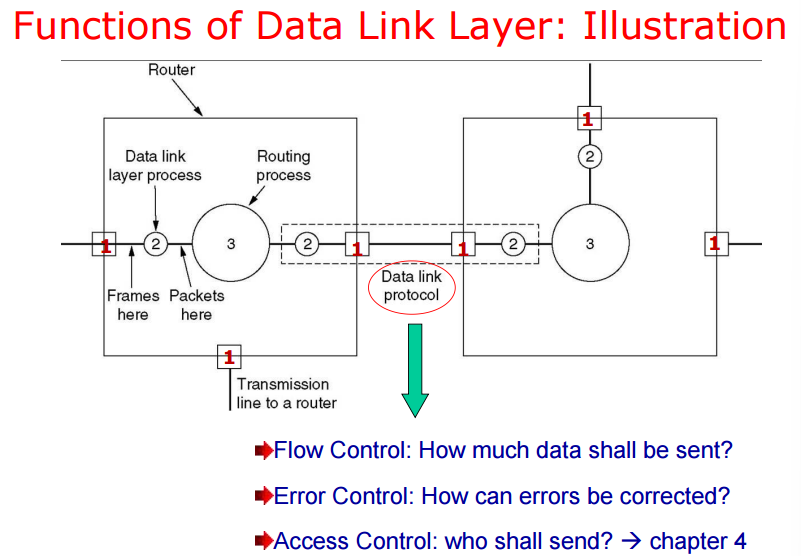 Functions of Data Link Layer: Illustration
Router
1
Data link
layer process
Routing
process
2
1
2
3
2
1
1
2
3
1
Frames
here
Packets
here
Data link
protocol
1
Transmission
line to a router
Flow Control: How much data shall be sent?
Error Control: How can errors be corrected?
Access Control: who shall send? → chapter 4